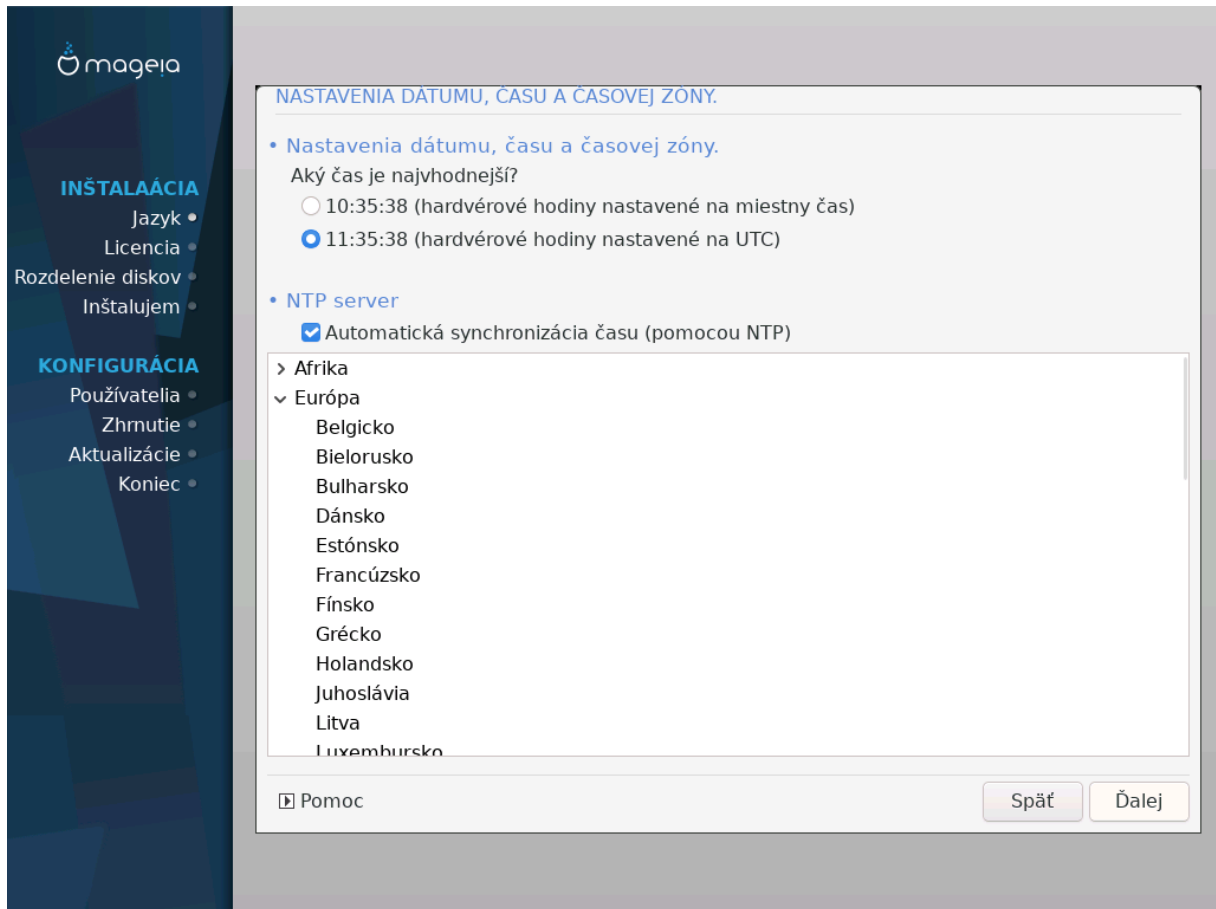 mageia
INŠTALAÁCIA
Jazyk
Licencia
Rozdelenie diskov
Inštalujem
KONFIGURÁCIA
Používatelia
Zhrnutie
Aktualizácie
Koniec
NASTAVENIA DÁTUMU, ČASU A ČASOVEJ ZÓNY.
• Nastavenia dátumu, času a časovej zóny.
Aký čas je najvhodnejší?
10:35:38 (hardvérové hodiny nastavené na miestny čas)
11:35:38 (hardvérové hodiny nastavené na UTC)
• NTP server
Automatická synchronizácia času (pomocou NTP)
Afrika
Európa
Belgicko
Bielorusko
Bulharsko
Dánsko
Estónsko
Francúzsko
Fínsko
Grécko
Holandsko
Juhoslávia
Litva
Luxembursko
Pomoc
Späť
Ďalej